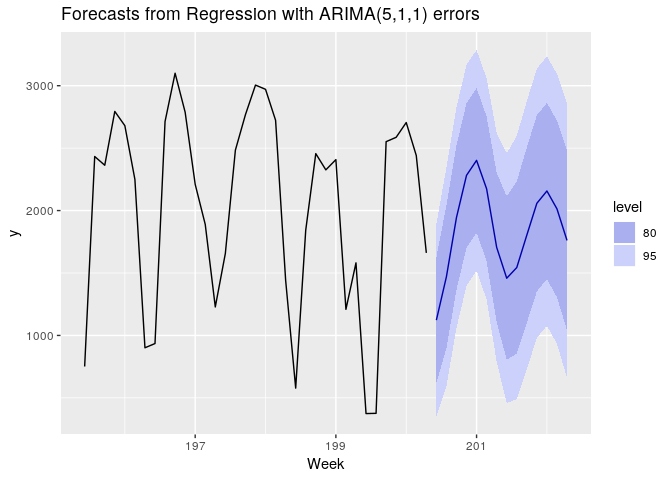 Forecasts from Regression with ARIMA(5,1,1) errors
3000
2000
1000
y
197
199
201
Week
level
80
95